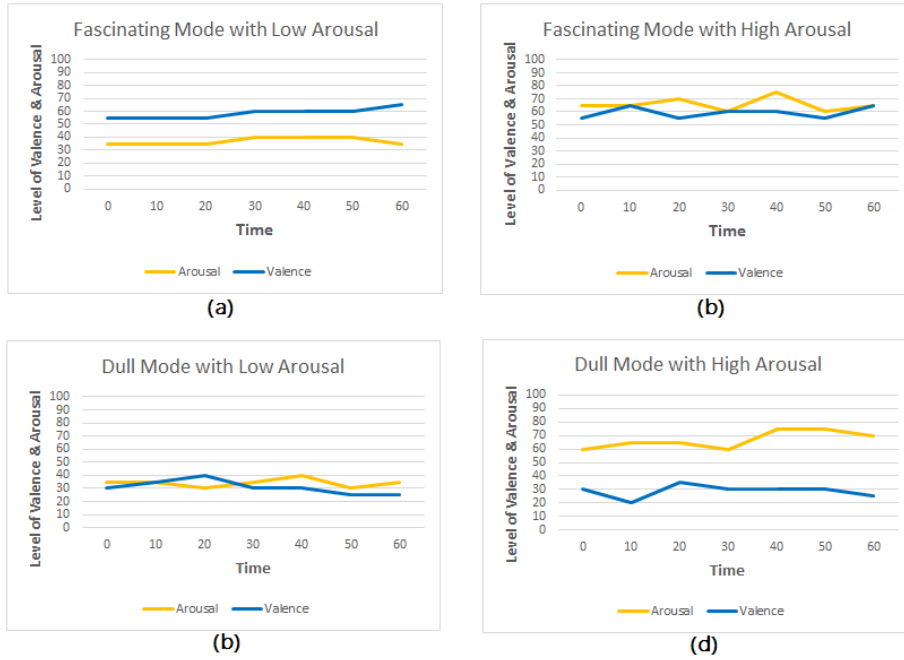 Fascinating Mode with Low Arousal
Level of Valence & Arousal
100
90
80
70
60
50
40
30
20
10
0
0 10 20 30 40 50 60
Time
Arousal Valence
(a)
Fascinating Mode with High Arousal
Level of Valence & Arousal
100
90
80
70
60
50
40
30
20
10
0
0 10 20 30 40 50 60
Time
Arousal Valence
(b)
Dull Mode with Low Arousal
Level of Valence & Arousal
100
90
80
70
60
50
40
30
20
10
0
0 10 20 30 40 50 60
Time
Arousal Valence
(b)
Dull Mode with High Arousal
Level of Valence & Arousal
100
90
80
70
60
50
40
30
20
10
0
0 10 20 30 40 50 60
Time
Arousal Valence
(d)